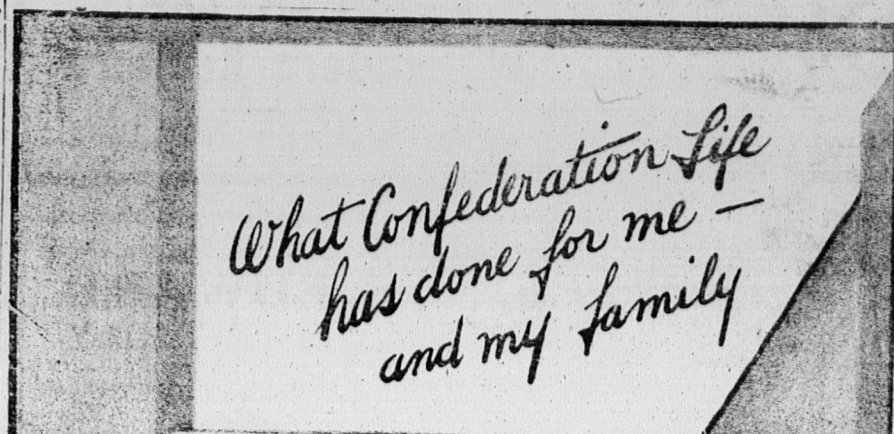 What Confederation Life
has done for me —
and my family